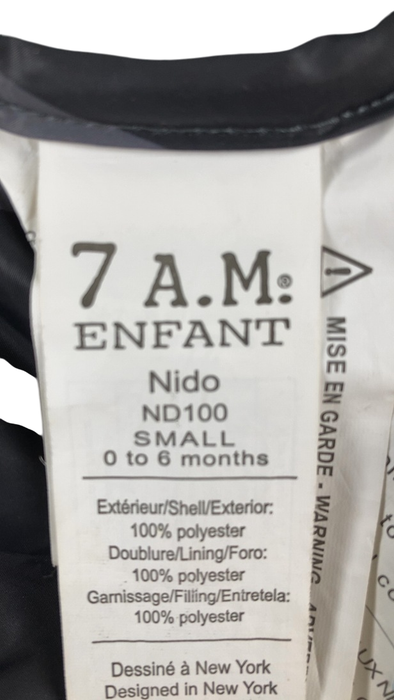 7 A.M.®
ENFANT
Nido
ND100
SMALL
0 to 6 months
Extérieur/Shell/Exterior:
100% polyester
Doublure/Lining/Foro:
100% polyester
Garnissage/Filling/Entretela:
100% polyester
Dessiné à New York
Designed in New York
MISE EN GARDE - WARNING